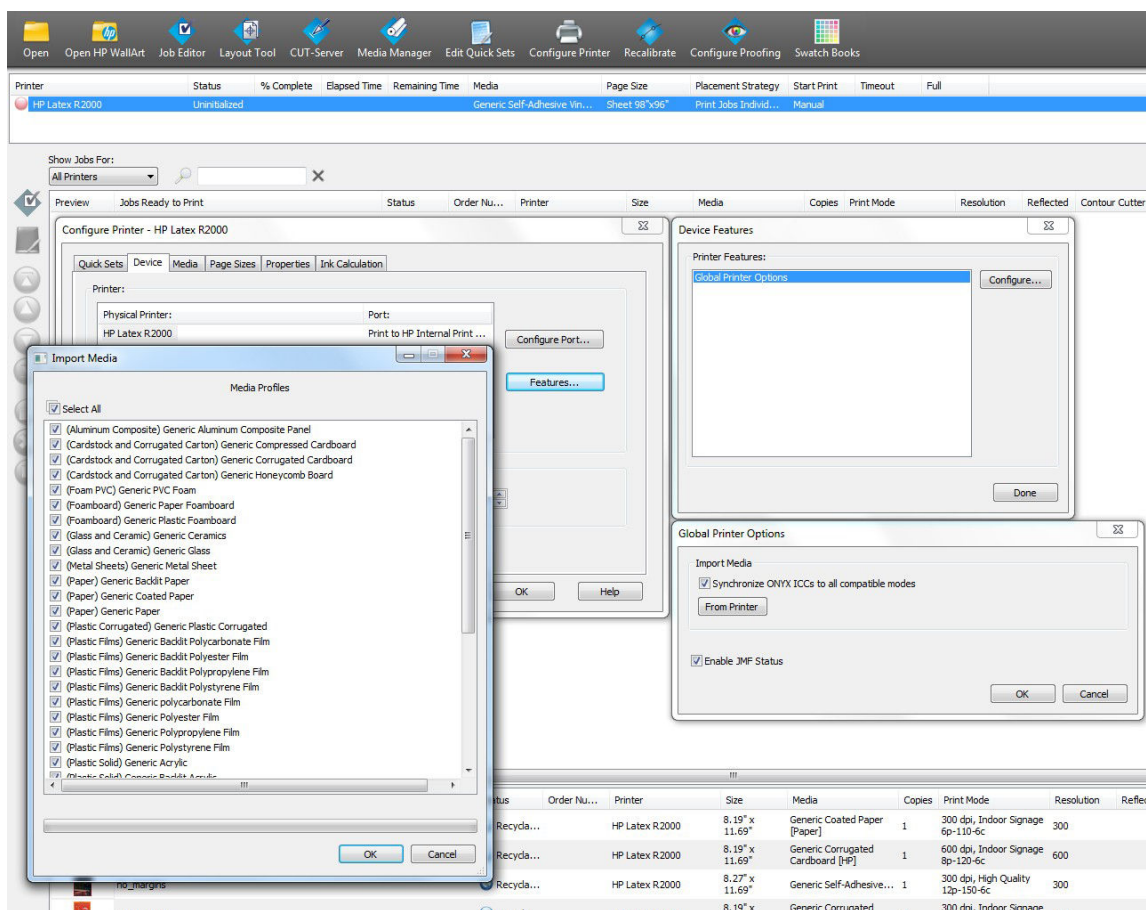 Open Open HP WallArt Job Editor Layout Tool CUT-Server Media Manager Edit Quick Sets Configure Printer Recalibrate Configure Proofing Swatch Books
Printer Status % Complete Elapsed Time Remaining Time Media Page Size Placement Strategy Start Print Timeout Full
HP Latex R2000 Uninitialized Generic Self-Adhesive Vin... Sheet 98"x96" Print Jobs Individ... Manual
Show Jobs For:
All Printers
Preview Jobs Ready to Print Status Order Nu... Printer Size Media Copies Print Mode Resolution Reflected Contour Cutter
Configure Printer - HP Latex R2000
Quick Sets Device Media Page Sizes Properties Ink Calculation
Printer:
Physical Printer: Port:
HP Latex R2000 Print to HP Internal Print ...
Configure Port...
Features...
OK Help
Device Features
Printer Features:
Global Printer Options
Configure...
Done
Import Media
Media Profiles
Select All
(Aluminum Composite) Generic Aluminum Composite Panel
(Cardstock and Corrugated Carton) Generic Compressed Cardboard
(Cardstock and Corrugated Carton) Generic Corrugated Cardboard
(Cardstock and Corrugated Carton) Generic Honeycomb Board
(Foam PVC) Generic PVC Foam
(Foamboard) Generic Paper Foamboard
(Foamboard) Generic Plastic Foamboard
(Glass and Ceramic) Generic Ceramics
(Glass and Ceramic) Generic Glass
(Metal Sheets) Generic Metal Sheet
(Paper) Generic Backlit Paper
(Paper) Generic Coated Paper
(Paper) Generic Paper
(Plastic Corrugated) Generic Plastic Corrugated
(Plastic Films) Generic Backlit Polycarbonate Film
(Plastic Films) Generic Backlit Polyester Film
(Plastic Films) Generic Backlit Polypropylene Film
(Plastic Films) Generic Backlit Polystyrene Film
(Plastic Films) Generic polycarbonate Film
(Plastic Films) Generic Polyester Film
(Plastic Films) Generic Polypropylene Film
(Plastic Films) Generic Polystyrene Film
(Plastic Solid) Generic Acrylic
(Plastic Solid) Generic Backlit Acrylic
OK Cancel
Global Printer Options
Import Media
Synchronize ONYX ICCs to all compatible modes
From Printer
Enable JMF Status
OK Cancel
Order Nu... Printer Size Media Copies Print Mode Resolution
Recycla... HP Latex R2000 8.19" x 11.69" Generic Coated Paper [Paper] 1 300 dpi, Indoor Signage 6p-110-6c 300
Recycla... HP Latex R2000 8.19" x 11.69" Generic Corrugated Cardboard [HP] 1 600 dpi, Indoor Signage 8p-120-6c 600
no_margins Recycla... HP Latex R2000 8.27" x 11.69" Generic Self-Adhesive... 1 300 dpi, High Quality 12p-150-6c 300
8.19" x Generic Corrugated 300 dpi, Indoor Signage